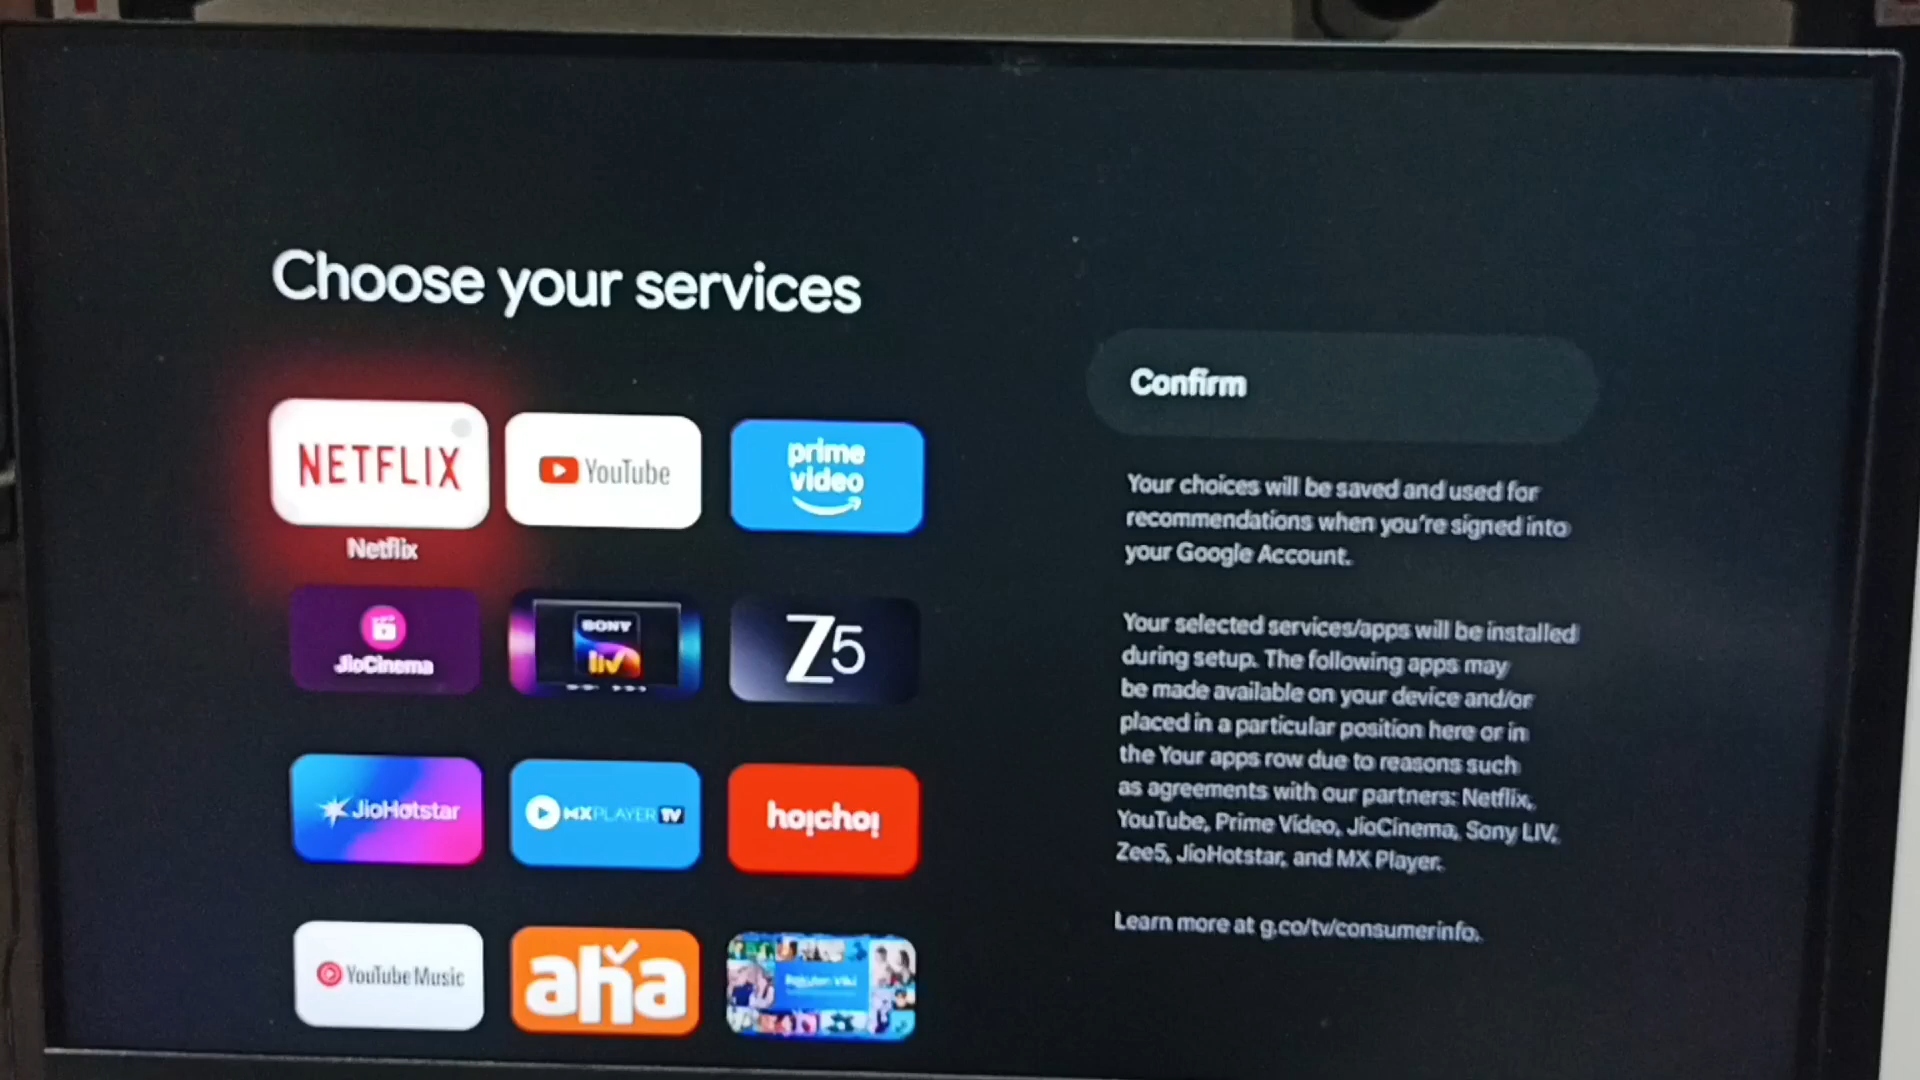 Choose your services
NETFLIX
YouTube
prime
video
Netflix
JioCinema
SONY
liv
Z5
JioHotstar
MXPLAYER TV
hoichoi
YouTube Music
aha
Rakuten Viki
Confirm
Your choices will be saved and used for
recommendations when you're signed into
your Google Account.
Your selected services/apps will be installed
during setup. The following apps may
be made available on your device and/or
placed in a particular position here or in
the Your apps row due to reasons such
as agreements with our partners: Netflix,
YouTube, Prime Video, JioCinema, Sony LIV,
Zee5, JioHotstar, and MX Player.
Learn more at g.co/tv/consumerinfo.